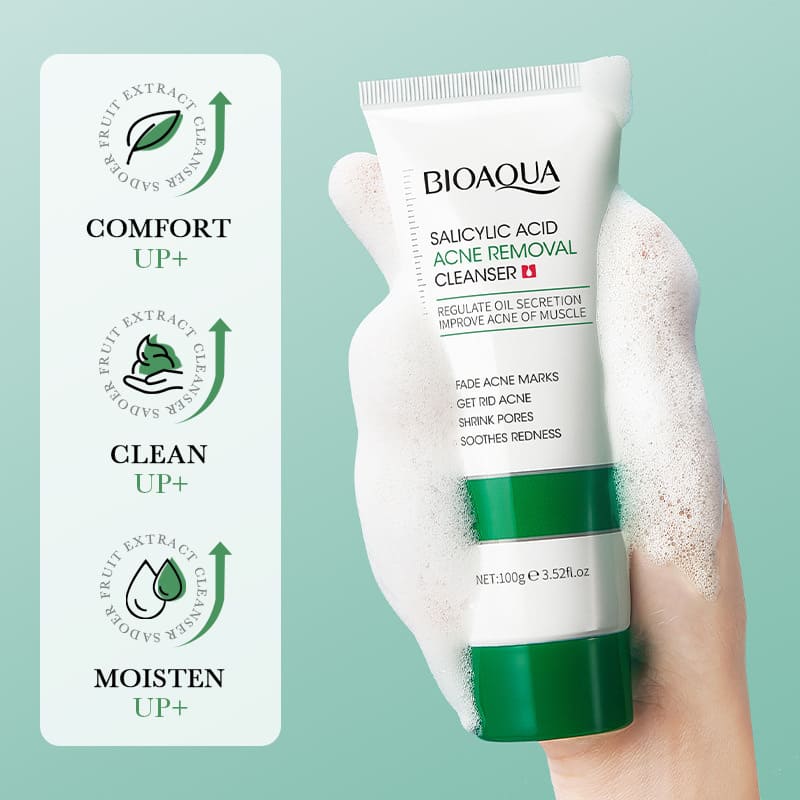 FRUIT EXTRACT CLEANSER SADOER
COMFORT
UP+
FRUIT EXTRACT CLEANSER SADOER
CLEAN
UP+
FRUIT EXTRACT CLEANSER SADOER
MOISTEN
UP+
BIOAQUA
SALICYLIC ACID
ACNE REMOVAL
CLEANSER
REGULATE OIL SECRETION
IMPROVE ACNE OF MUSCLE
FADE ACNE MARKS
GET RID ACNE
SHRINK PORES
SOOTHES REDNESS
NET:100g ℮ 3.52fl.oz